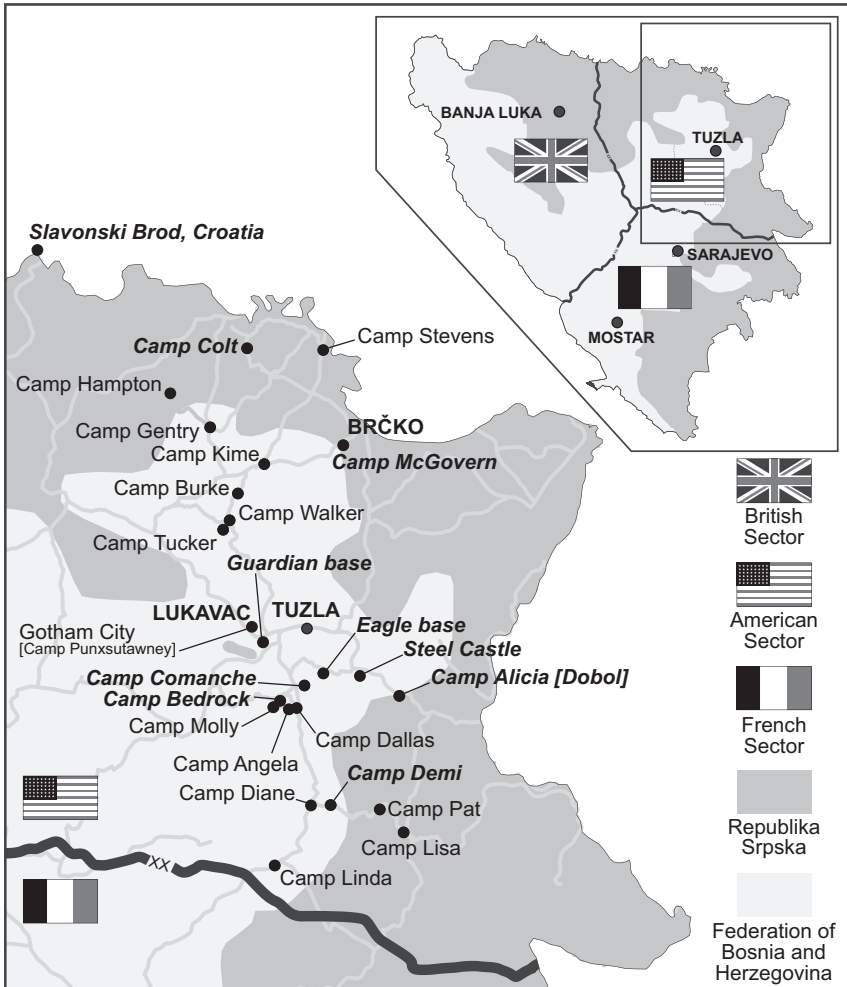 BANJA LUKA
TUZLA
SARAJEVO
MOSTAR
Slavonski Brod, Croatia
Camp Colt
Camp Stevens
Camp Hampton
Camp Gentry
BRČKO
Camp Kime
Camp McGovern
Camp Burke
Camp Walker
Camp Tucker
Guardian base
LUKAVAC
TUZLA
Gotham City
[Camp Punxsutawney]
Eagle base
Steel Castle
Camp Comanche
Camp Alicia [Dobol]
Camp Bedrock
Camp Molly
Camp Dallas
Camp Angela
Camp Demi
Camp Diane
Camp Pat
Camp Lisa
XX
Camp Linda
British
Sector
American
Sector
French
Sector
Republika
Srpska
Federation of
Bosnia and
Herzegovina